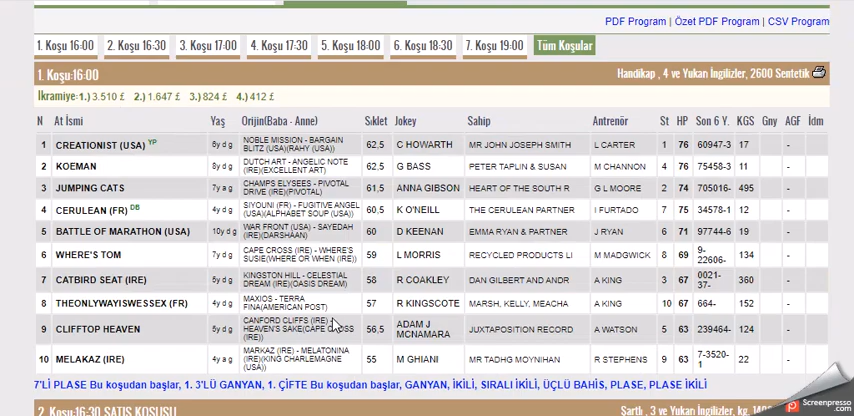 PDF Program | Özet PDF Program | CSV Program
1. Koşu 16:00 2. Koşu 16:30 3. Koşu 17:00 4. Koşu 17:30 5. Koşu 18:00 6. Koşu 18:30 7. Koşu 19:00 Tüm Koşular
1. Koşu:16:00 Handikap , 4 ve Yukarı İngilizler, 2600 Sentetik
İkramiye: 1.) 3.510 £ 2.) 1.647 £ 3.) 824 £ 4.) 412 £
N At İsmi Yaş Orijin(Baba - Anne) Sıklet Jokey Sahip Antrenör St HP Son 6 Y. KGS Gny AGF İdm
1 CREATIONIST (USA) YP 8y d g NOBLE MISSION - BARGAIN BLITZ (USA)(RAHY (USA)) 62,5 C HOWARTH MR JOHN JOSEPH SMITH L CARTER 1 76 60947-3 17 -
2 KOEMAN 8y d g DUTCH ART - ANGELIC NOTE (IRE)(EXCELLENT ART) 62,5 G BASS PETER TAPLIN & SUSAN M CHANNON 4 76 75458-3 11 -
3 JUMPING CATS 7y a g CHAMPS ELYSEES - PIVOTAL DRIVE (IRE)(PIVOTAL) 61,5 ANNA GIBSON HEART OF THE SOUTH R G L MOORE 2 74 705016- 495 -
4 CERULEAN (FR) DB 4y d g SIYOUNI (FR) - FUGITIVE ANGEL (USA)(ALPHABET SOUP (USA)) 60,5 K O'NEILL THE CERULEAN PARTNER I FURTADO 7 75 34578-1 12 -
5 BATTLE OF MARATHON (USA) 10y d g WAR FRONT (USA) - SAYEDAH (IRE)(DARSHAAN) 60 D KEENAN EMMA RYAN & PARTNER J RYAN 6 71 97744-6 19 -
6 WHERE'S TOM 7y d g CAPE CROSS (IRE) - WHERE'S SUSIE(WHERE OR WHEN (IRE)) 59 L MORRIS RECYCLED PRODUCTS LI M MADGWICK 8 69 9-22606- 134 -
7 CATBIRD SEAT (IRE) 5y d g KINGSTON HILL - CELESTIAL DREAM (IRE)(OASIS DREAM) 58 R COAKLEY DAN GILBERT AND ANDR A KING 3 67 0021-37- 360 -
8 THEONLYWAYISWESSEX (FR) 4y d g MAXIOS - TERRA FINA(AMERICAN POST) 57 R KINGSCOTE MARSH, KELLY, MEACHA A KING 10 67 664- 152 -
9 CLIFFTOP HEAVEN 5y d g CANFORD CLIFFS (IRE) - HEAVEN'S SAKE(CAPE CROSS (IRE)) 56,5 ADAM J MCNAMARA JUXTAPOSITION RECORD A WATSON 5 63 239464- 124 -
10 MELAKAZ (IRE) 4y a g MARKAZ (IRE) - MELATONINA (IRE)(KING CHARLEMAGNE (USA)) 55 M GHIANI MR TADHG MOYNIHAN R STEPHENS 9 63 7-3520-1 22 -
7'Lİ PLASE Bu koşudan başlar, 1. 3'LÜ GANYAN, 1. ÇİFTE Bu koşudan başlar, GANYAN, İKİLİ, SIRALI İKİLİ, ÜÇLÜ BAHİS, PLASE, PLASE İKİLİ
2. Koşu:16:30 SATIŞ KOŞUSU Şartlı , 3 ve Yukarı İngilizler,
Screenpresso
.com